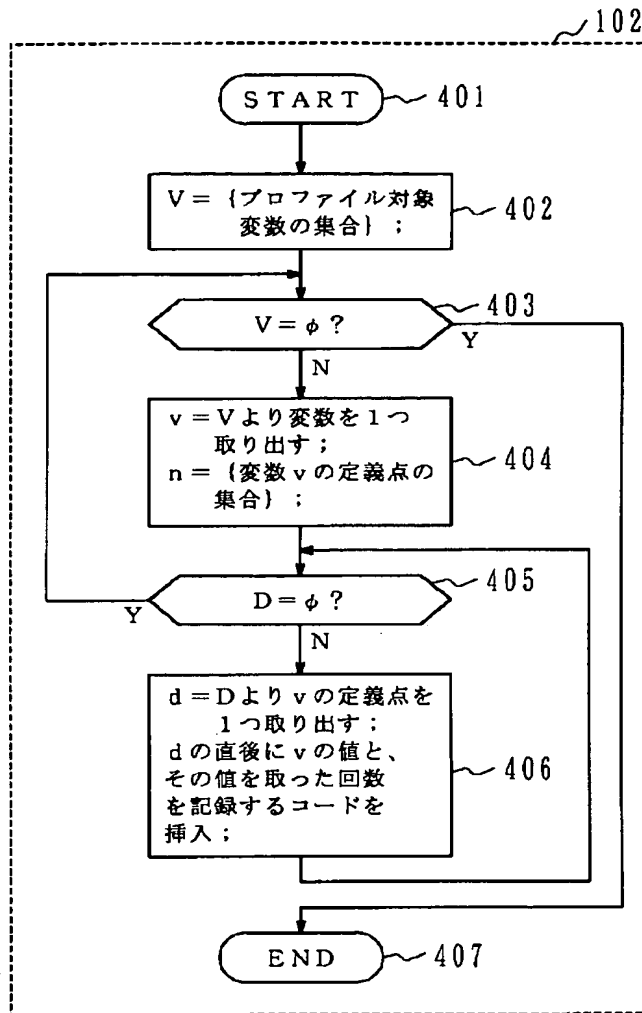 102
START
401
V={プロファイル対象
変数の集合};
402
V=φ?
403
Y
N
v=Vより変数を1つ
取り出す;
n={変数vの定義点の
集合};
404
D=φ?
405
Y
N
d=Dよりvの定義点を
1つ取り出す;
dの直後にvの値と、
その値を取った回数
を記録するコードを
挿入;
406
END
407